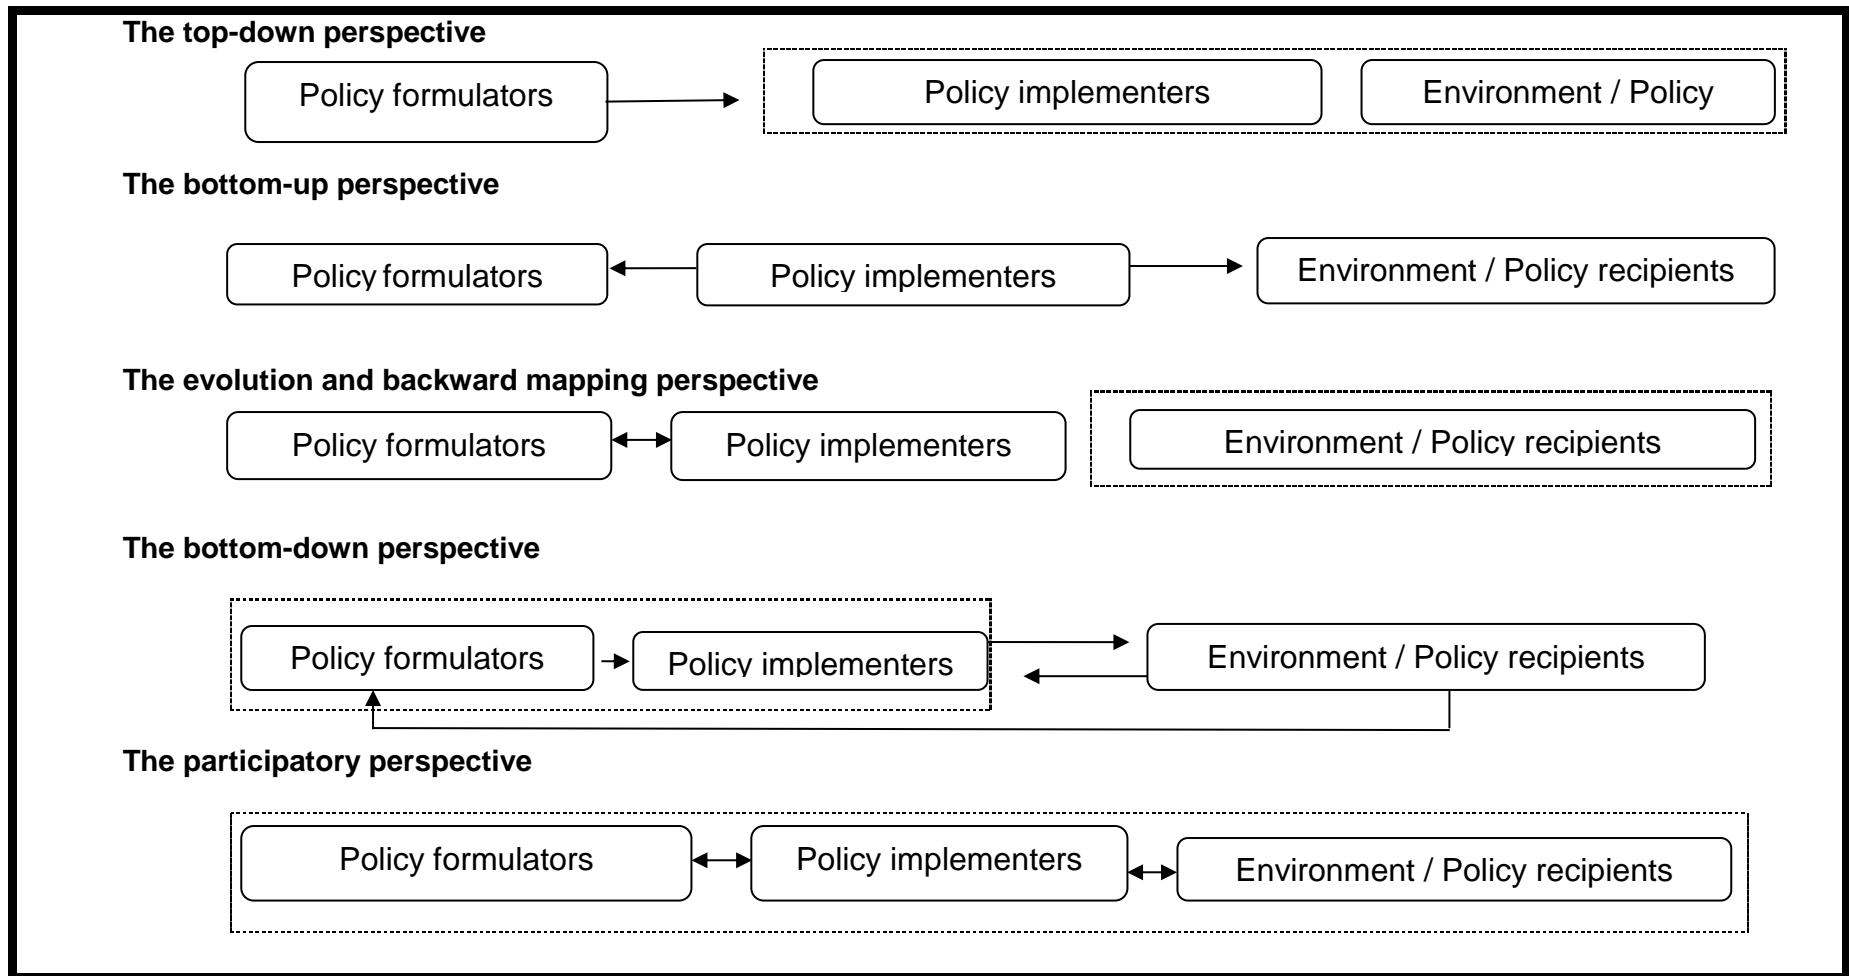 The top-down perspective
Policy formulators
Policy implementers
Environment / Policy
The bottom-up perspective
Policy formulators
Policy implementers
Environment / Policy recipients
The evolution and backward mapping perspective
Policy formulators
Policy implementers
Environment / Policy recipients
The bottom-down perspective
Policy formulators
Policy implementers
Environment / Policy recipients
The participatory perspective
Policy formulators
Policy implementers
Environment / Policy recipients